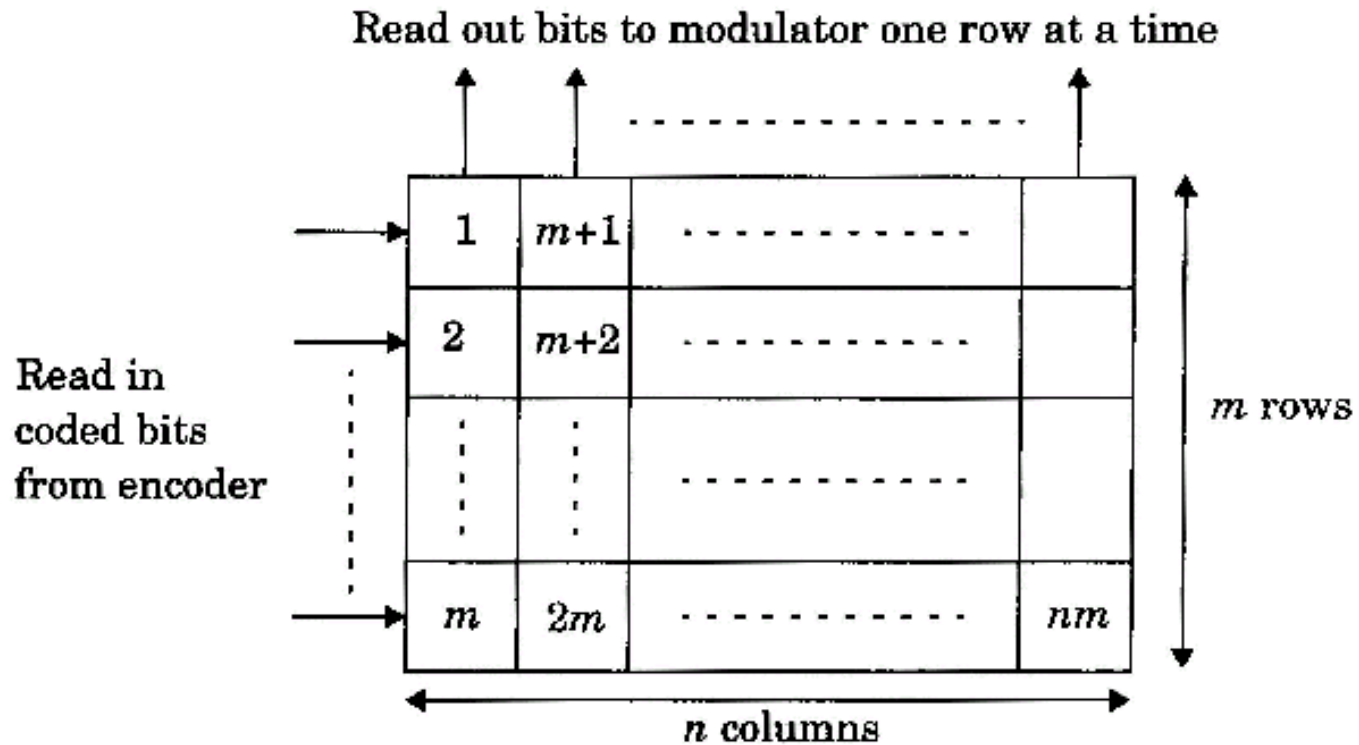 Read out bits to modulator one row at a time
1 m+1
2 m+2
Read in
coded bits
from encoder
m rows
m 2m nm
n columns